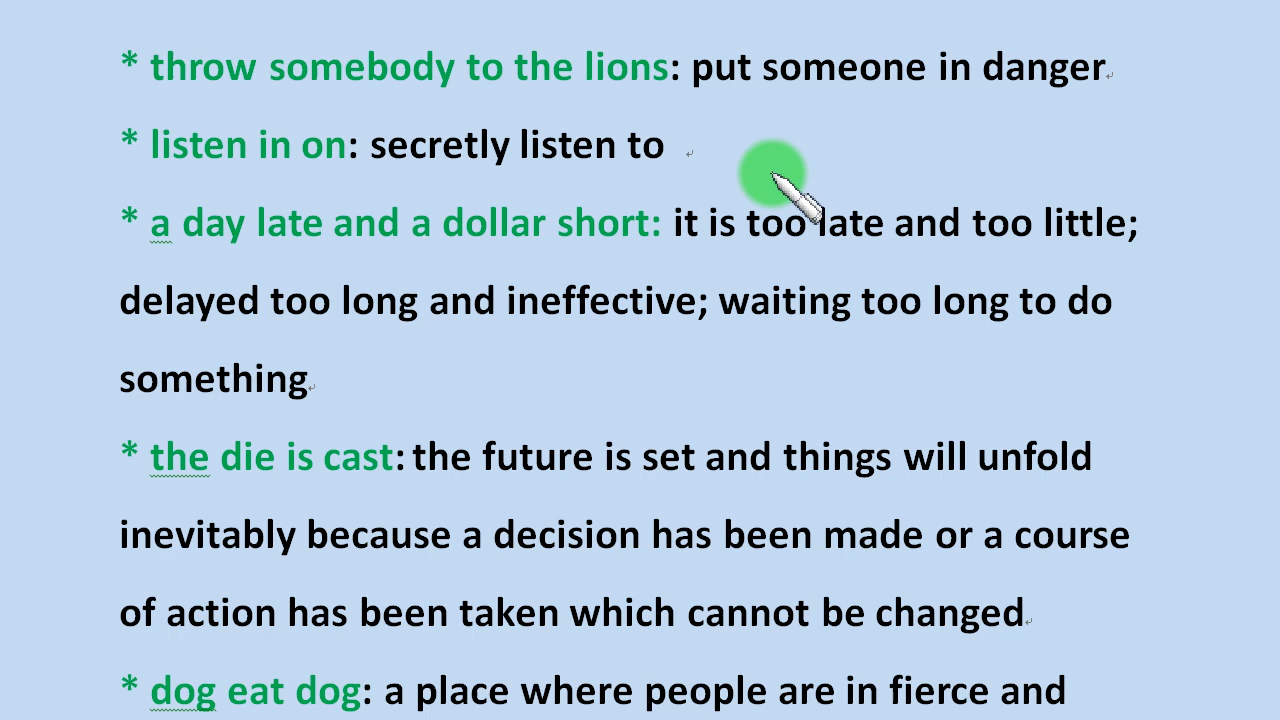 * throw somebody to the lions: put someone in danger
* listen in on: secretly listen to
* a day late and a dollar short: it is too late and too little;
delayed too long and ineffective; waiting too long to do
something
* the die is cast: the future is set and things will unfold
inevitably because a decision has been made or a course
of action has been taken which cannot be changed
* dog eat dog: a place where people are in fierce and